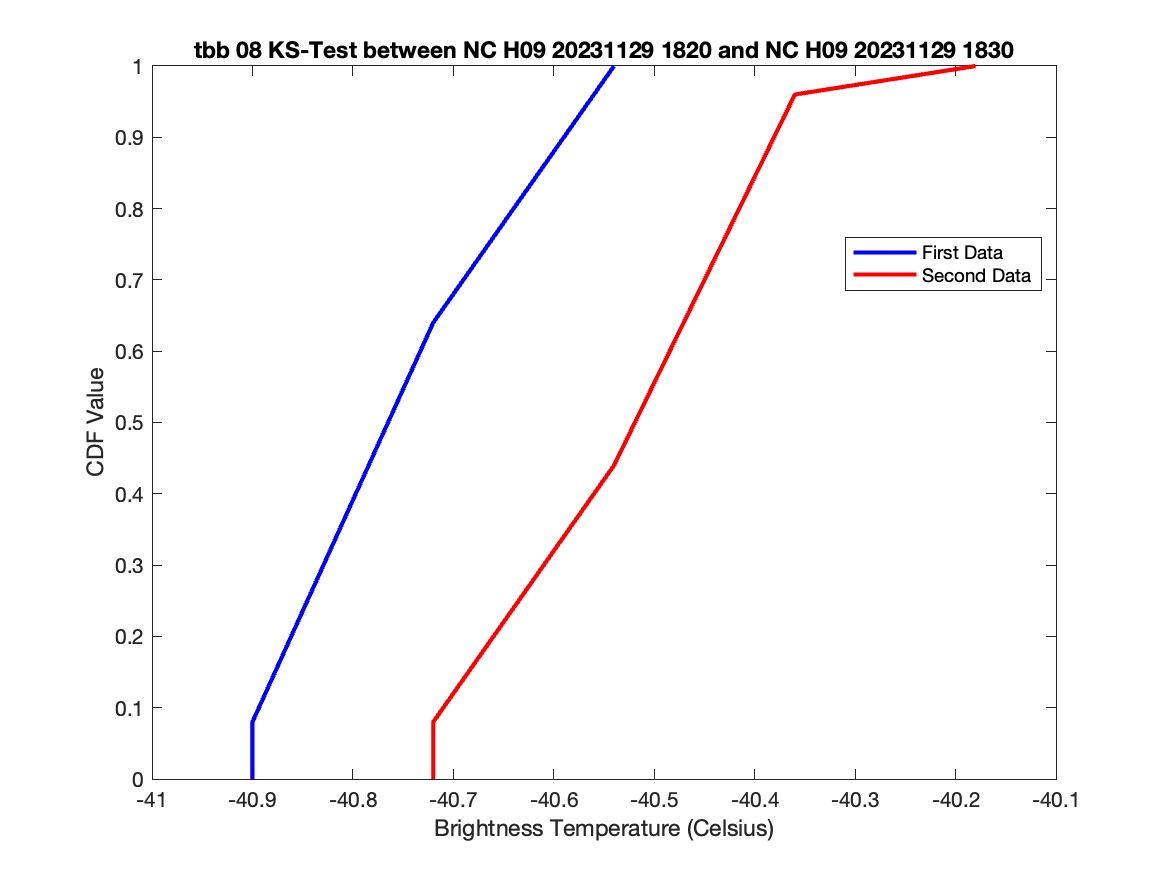 tbb 08 KS-Test between NC H09 20231129 1820 and NC H09 20231129 1830
1
0.9
0.8
0.7
0.6
0.5
0.4
0.3
0.2
0.1
0
CDF Value
First Data
Second Data
-41 -40.9 -40.8 -40.7 -40.6 -40.5 -40.4 -40.3 -40.2 -40.1
Brightness Temperature (Celsius)